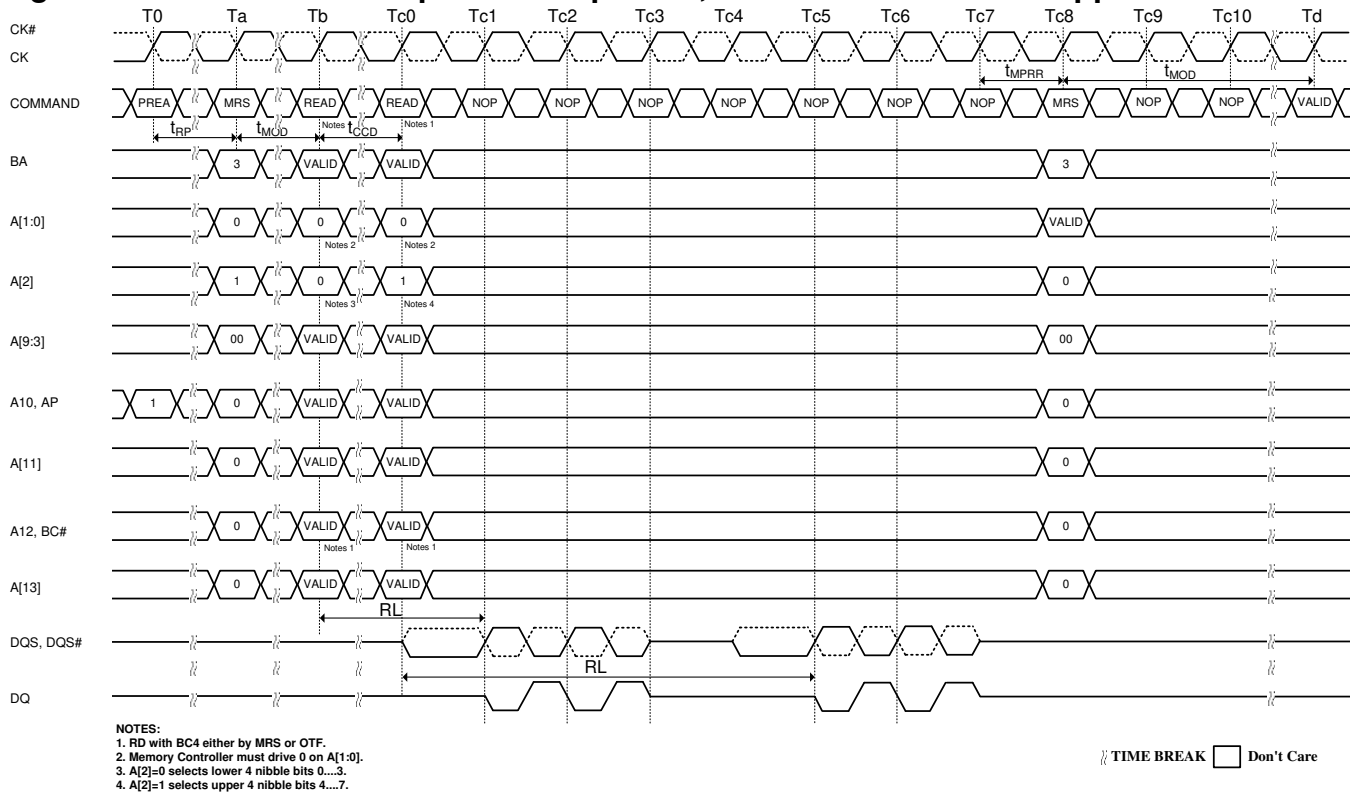 T0 Ta Tb Tc0 Tc1 Tc2 Tc3 Tc4 Tc5 Tc6 Tc7 Tc8 Tc9 Tc10 Td
CK#
CK
tMPRR tMOD
COMMAND PREA MRS READ READ NOP NOP NOP NOP NOP NOP NOP MRS NOP NOP VALID
Notes 1 Notes 1
tRP tMOD tCCD
BA 3 VALID VALID 3
A[1:0] 0 0 0 VALID
Notes 2 Notes 2
A[2] 1 0 1 0
Notes 3 Notes 4
A[9:3] 00 VALID VALID 00
A10, AP 1 0 VALID VALID 0
A[11] 0 VALID VALID 0
A12, BC# 0 VALID VALID 0
Notes 1 Notes 1
A[13] 0 VALID VALID 0
RL
DQS, DQS#
RL
DQ
NOTES:
1. RD with BC4 either by MRS or OTF.
2. Memory Controller must drive 0 on A[1:0].
3. A[2]=0 selects lower 4 nibble bits 0....3.
4. A[2]=1 selects upper 4 nibble bits 4....7.
TIME BREAK Don't Care